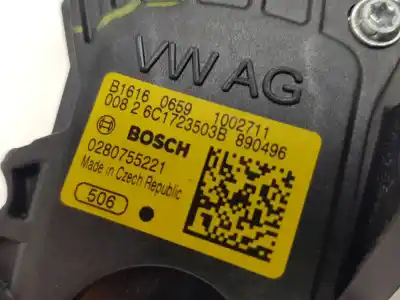 VW AG
B1616 0659 1002711
008 2 6C1723503B 890496
BOSCH
0280755221
Made in Czech Republic
506